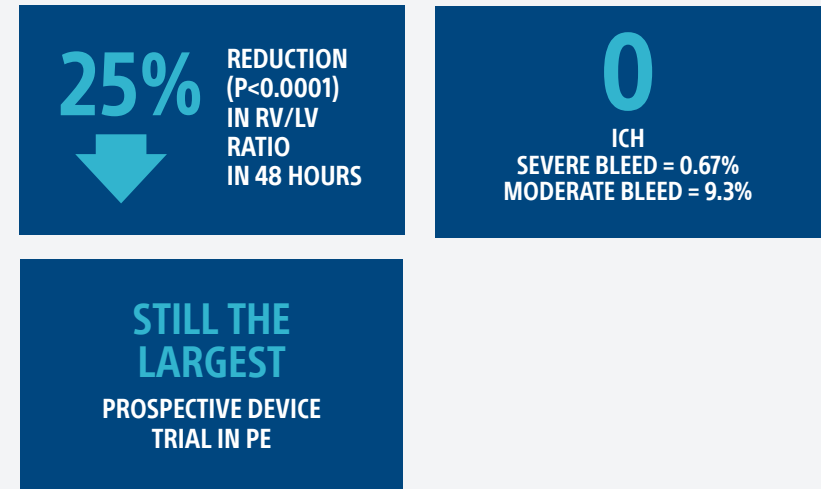 25%
REDUCTION
(P<0.0001)
IN RV/LV
RATIO
IN 48 HOURS
0
ICH
SEVERE BLEED = 0.67%
MODERATE BLEED = 9.3%
STILL THE
LARGEST
PROSPECTIVE DEVICE
TRIAL IN PE